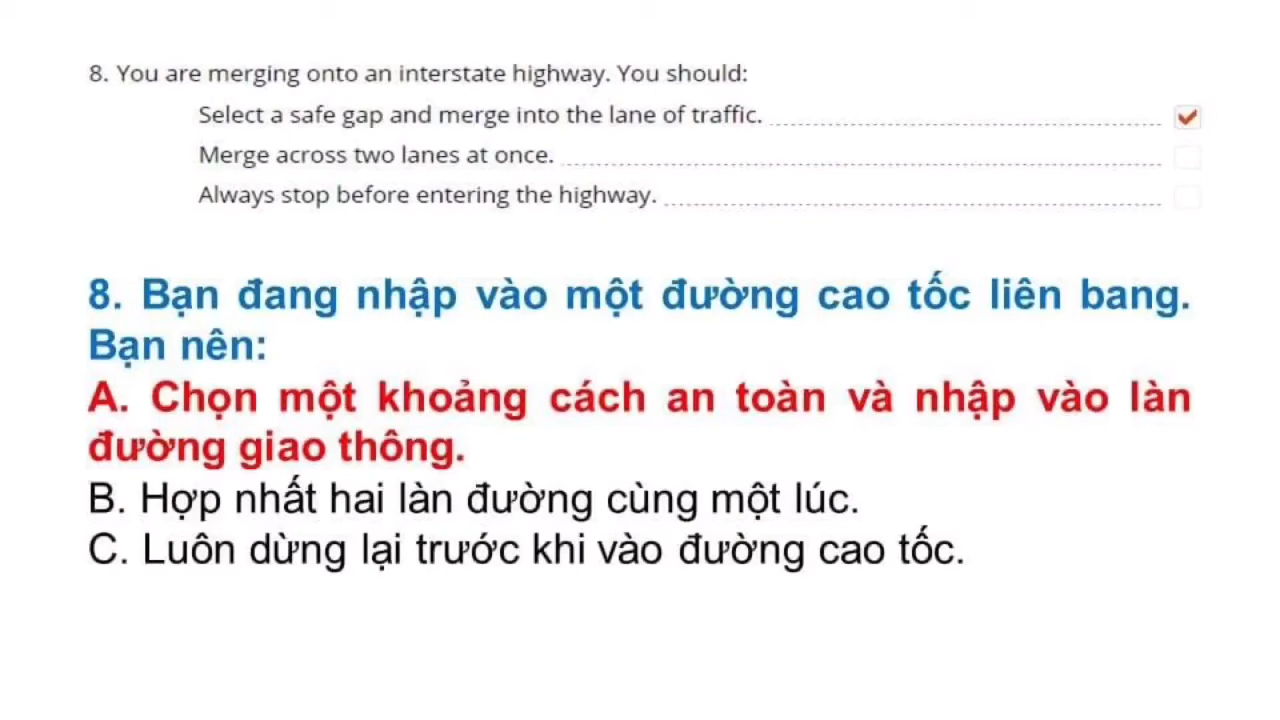 8. You are merging onto an interstate highway. You should:
Select a safe gap and merge into the lane of traffic.
Merge across two lanes at once.
Always stop before entering the highway.
8. Bạn đang nhập vào một đường cao tốc liên bang.
Bạn nên:
A. Chọn một khoảng cách an toàn và nhập vào làn
đường giao thông.
B. Hợp nhất hai làn đường cùng một lúc.
C. Luôn dừng lại trước khi vào đường cao tốc.